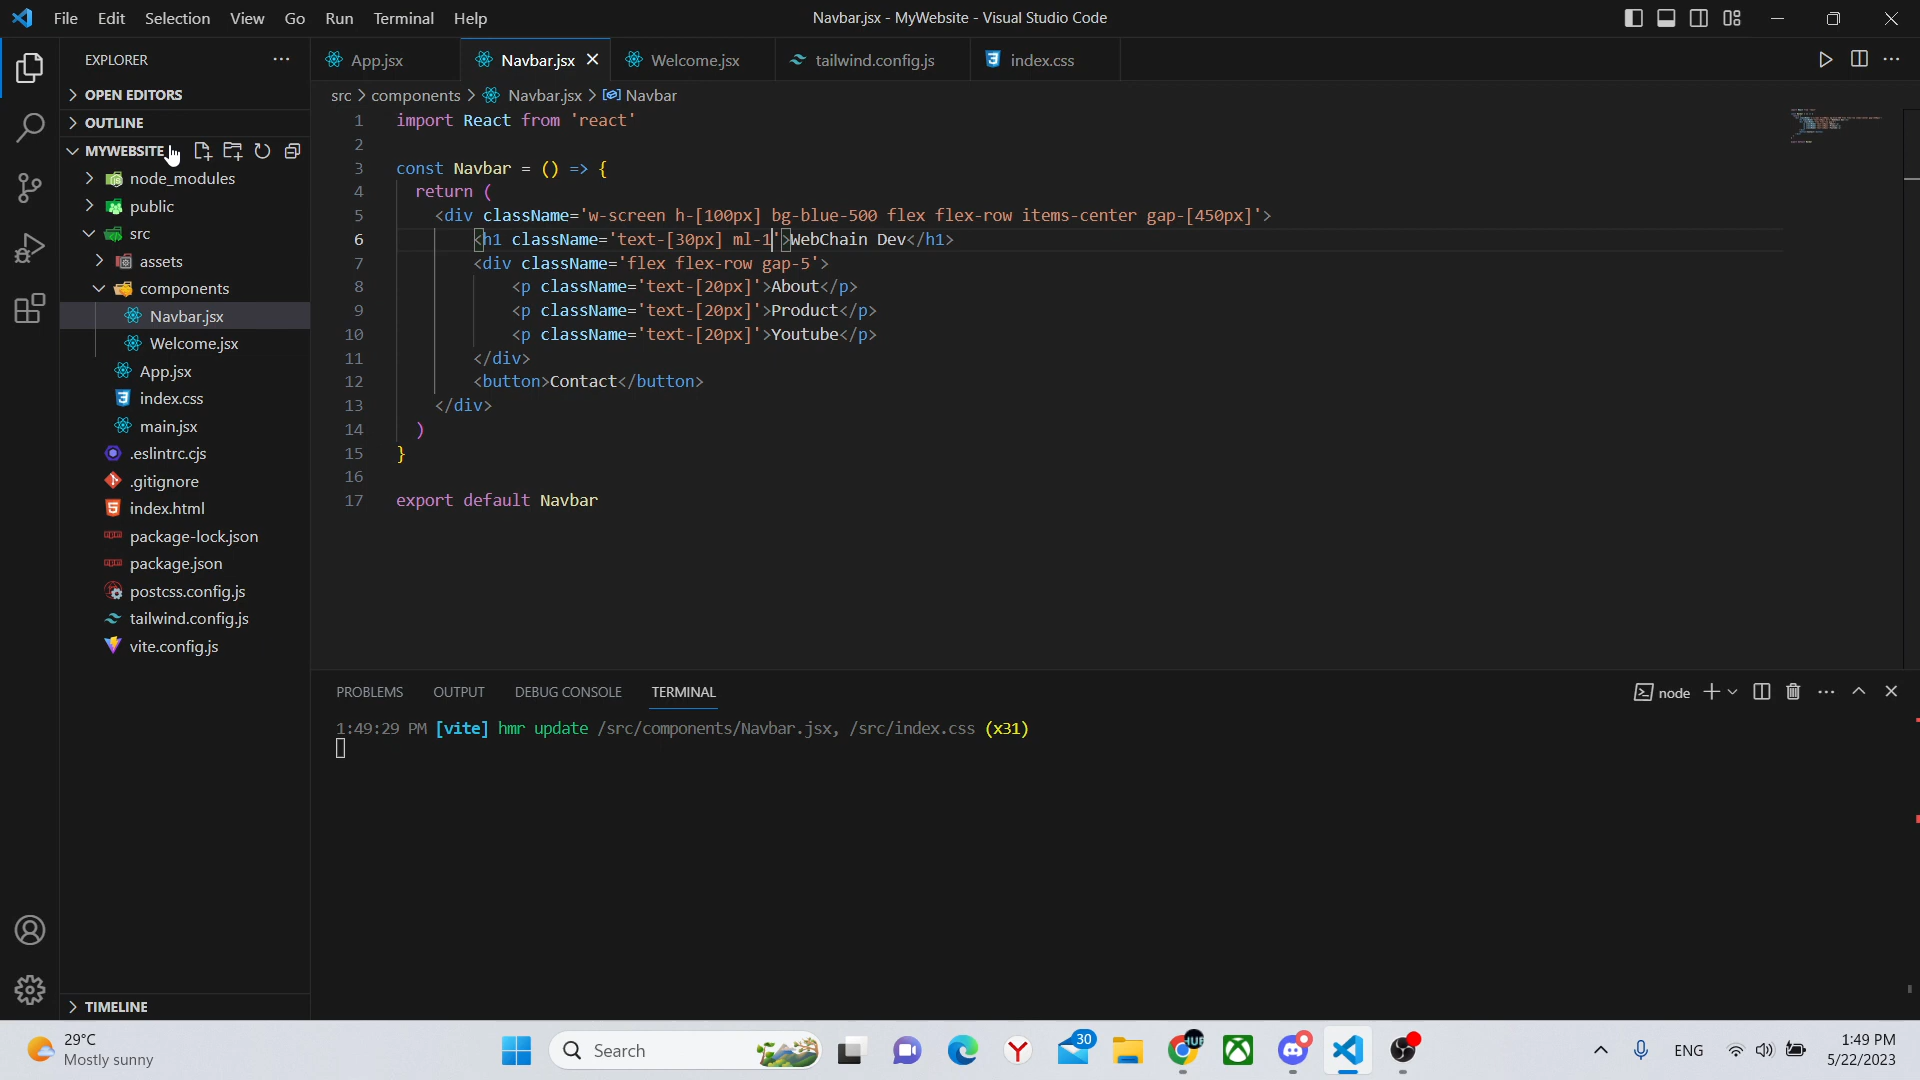 File Edit Selection View Go Run Terminal Help
Navbar.jsx - MyWebsite - Visual Studio Code
EXPLORER
App.jsx
Navbar.jsx
Welcome.jsx
tailwind.config.js
index.css
OPEN EDITORS
OUTLINE
MYWEBSITE
node_modules
public
src
assets
components
Navbar.jsx
Welcome.jsx
App.jsx
index.css
main.jsx
.eslintrc.cjs
.gitignore
index.html
package-lock.json
package.json
postcss.config.js
tailwind.config.js
vite.config.js
TIMELINE
src > components > Navbar.jsx > Navbar
1 import React from 'react'
2
3 const Navbar = () => {
4 return (
5 <div className='w-screen h-[100px] bg-blue-500 flex flex-row items-center gap-[450px]'>
6 <h1 className='text-[30px] ml-1'>WebChain Dev</h1>
7 <div className='flex flex-row gap-5'>
8 <p className='text-[20px]'>About</p>
9 <p className='text-[20px]'>Product</p>
10 <p className='text-[20px]'>Youtube</p>
11 </div>
12 <button>Contact</button>
13 </div>
14 )
15 }
16
17 export default Navbar
PROBLEMS OUTPUT DEBUG CONSOLE TERMINAL
node
1:49:29 PM [vite] hmr update /src/components/Navbar.jsx, /src/index.css (x31)
29°C
Mostly sunny
Search
30
HUB
ENG
1:49 PM
5/22/2023